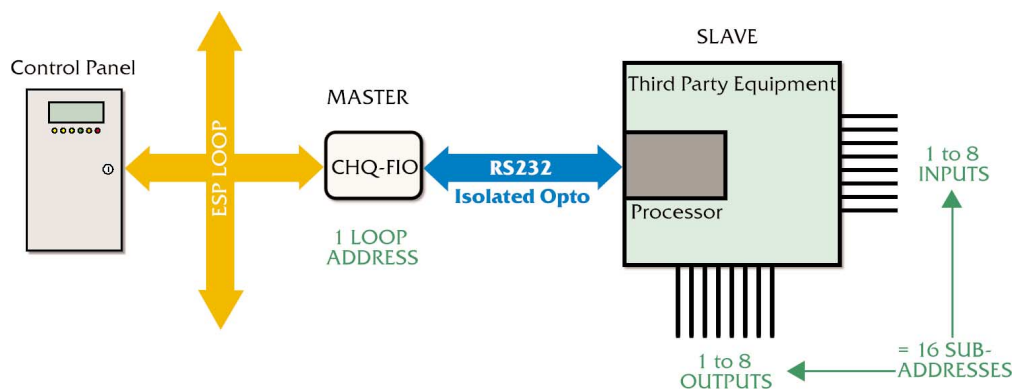 Control Panel
ESP LOOP
MASTER
CHQ-FIO
1 LOOP
ADDRESS
RS232
Isolated Opto
SLAVE
Third Party Equipment
Processor
1 to 8
INPUTS
1 to 8
OUTPUTS
= 16 SUB-
ADDRESSES